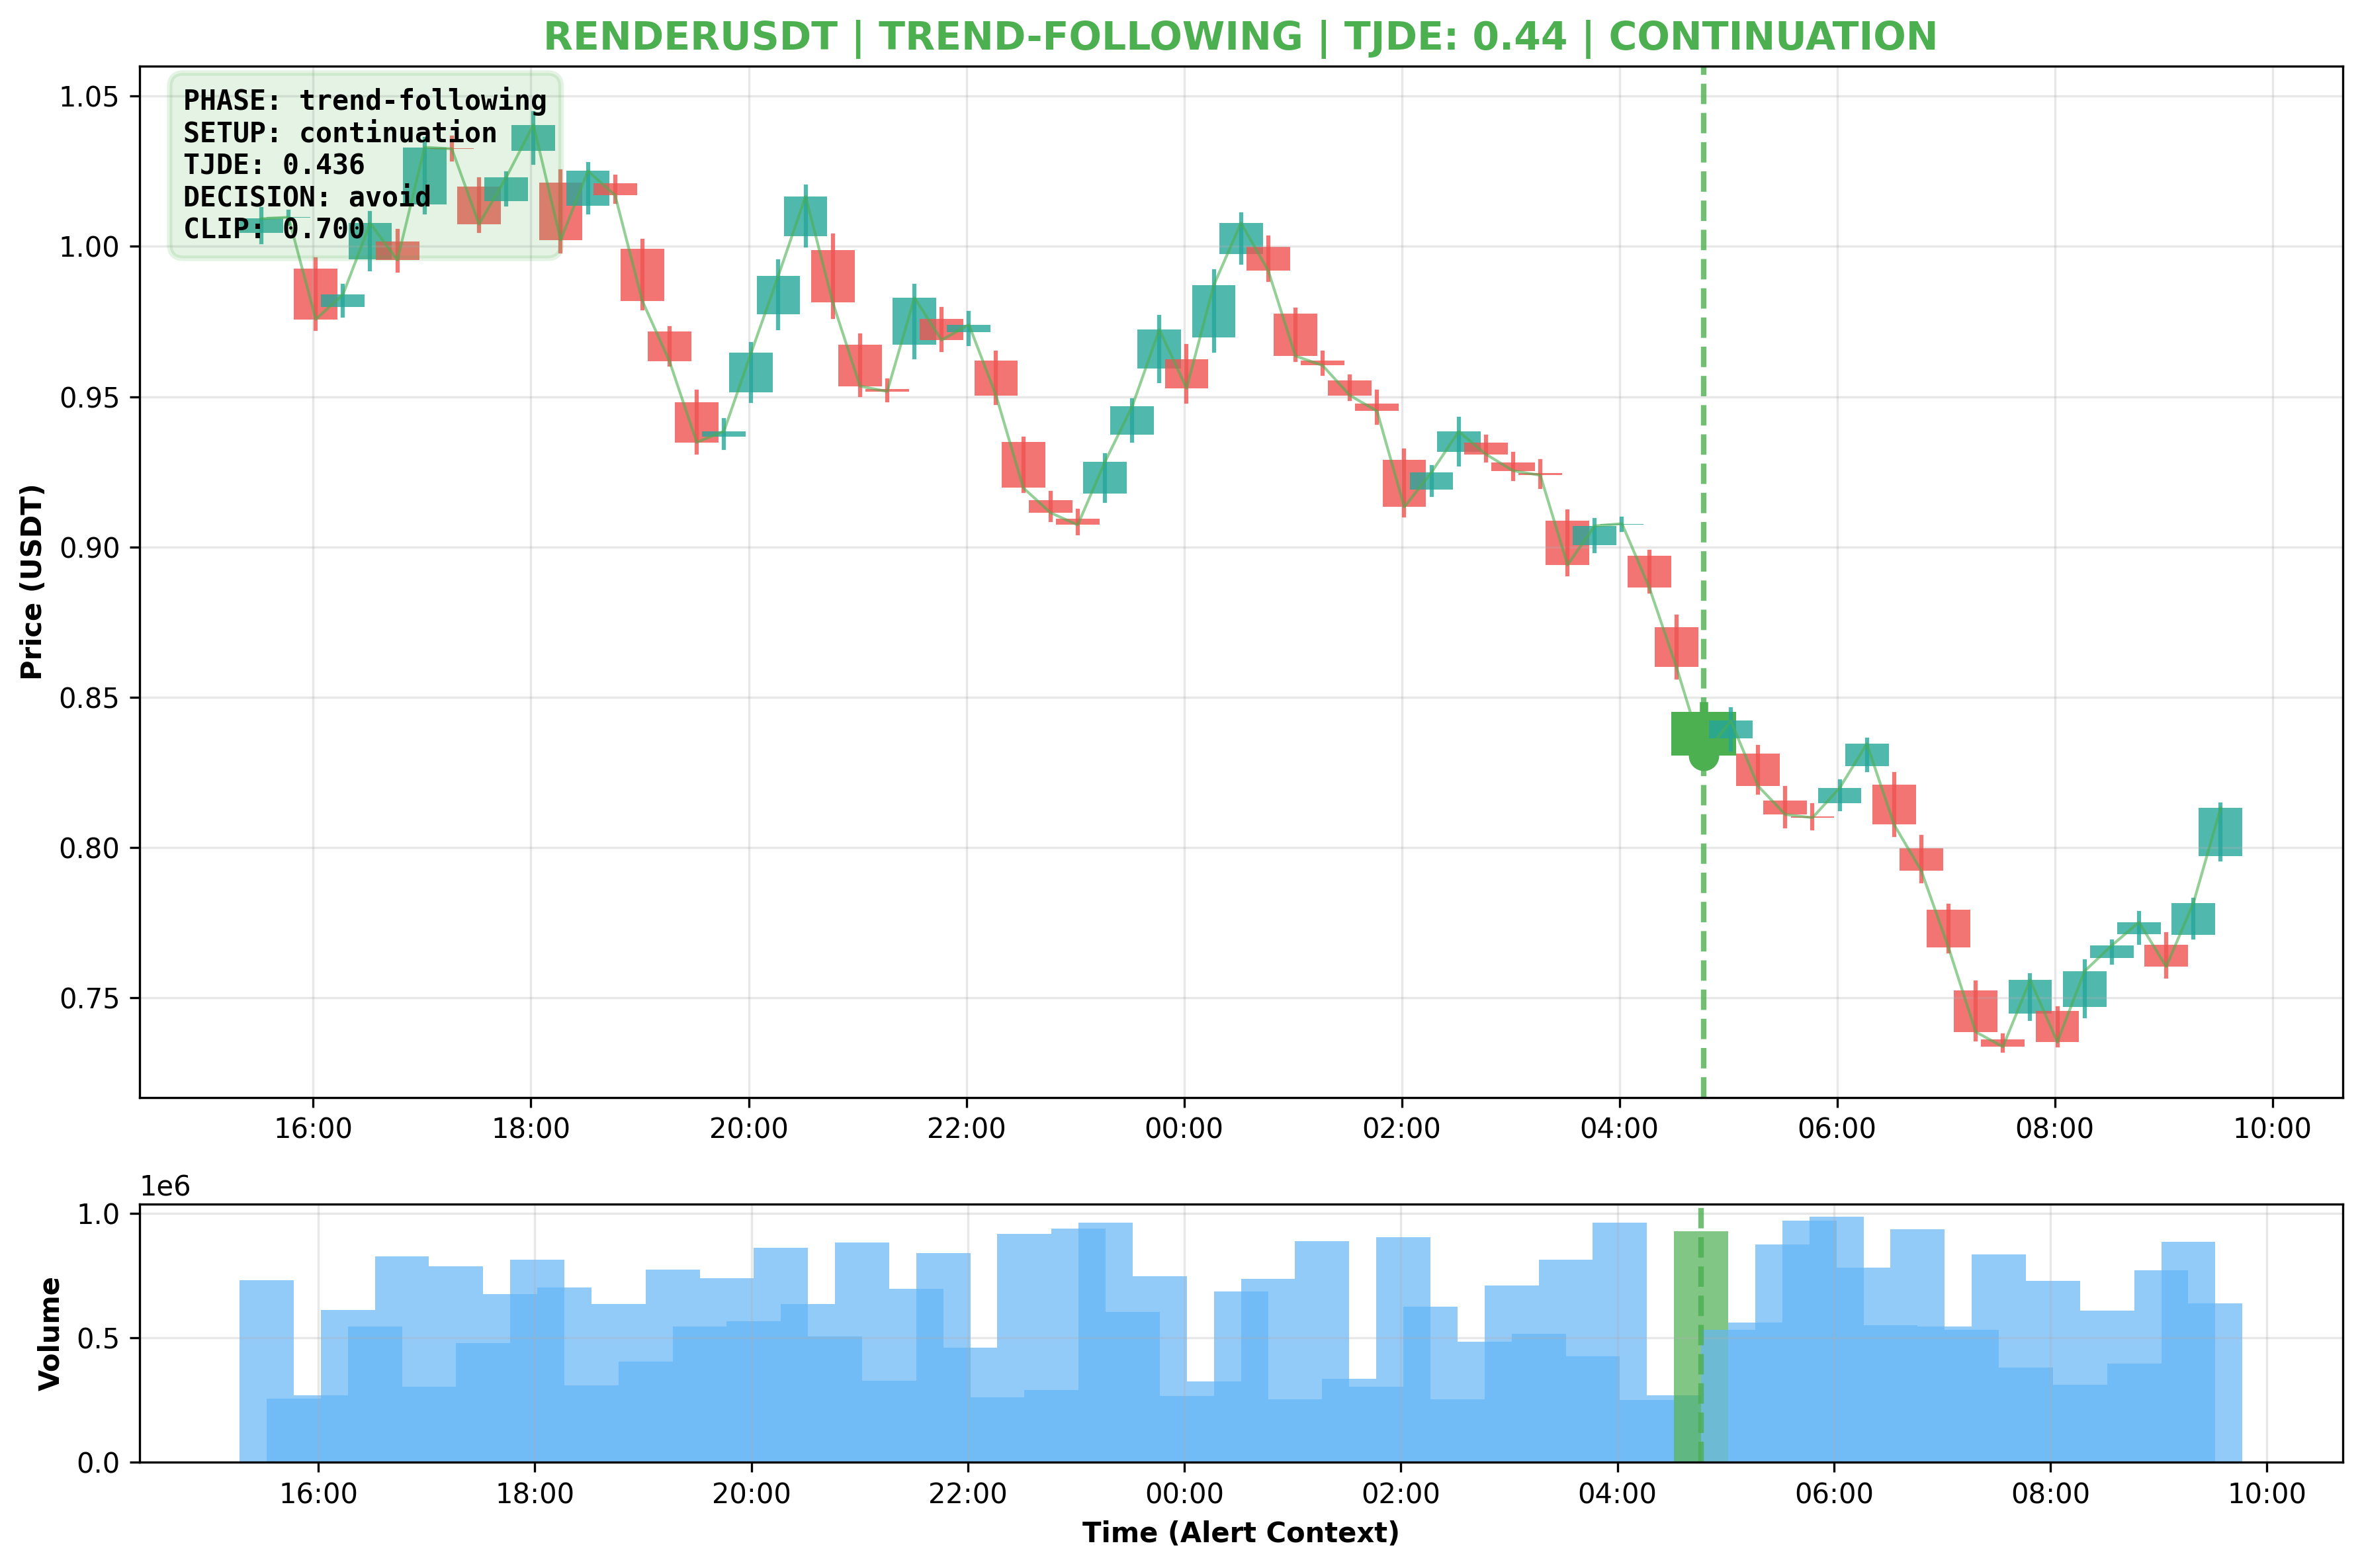 RENDERUSDT | TREND-FOLLOWING | TJDE: 0.44 | CONTINUATION
PHASE: trend-following
SETUP: continuation
TJDE: 0.436
DECISION: avoid
CLIP: 0.700
Price (USDT)
1.05
1.00
0.95
0.90
0.85
0.80
0.75
16:00 18:00 20:00 22:00 00:00 02:00 04:00 06:00 08:00 10:00
1e6
Volume
1.0
0.5
0.0
16:00 18:00 20:00 22:00 00:00 02:00 04:00 06:00 08:00 10:00
Time (Alert Context)